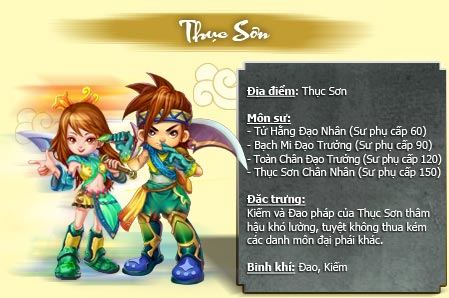 Thục Sơn
Địa điểm: Thục Sơn
Môn sư:
- Tử Hằng Đạo Nhân (Sư phụ cấp 60)
- Bạch Mi Đạo Trưởng (Sư phụ cấp 90)
- Toàn Chân Đạo Trưởng (Sư phụ cấp 120)
- Thục Sơn Chân Nhân (Sư phụ cấp 150)
Đặc trưng:
Kiếm và Đao pháp của Thục Sơn thâm
hậu khó lường, tuyệt không thua kém
các danh môn đại phái khác.
Binh khí: Đao, Kiếm